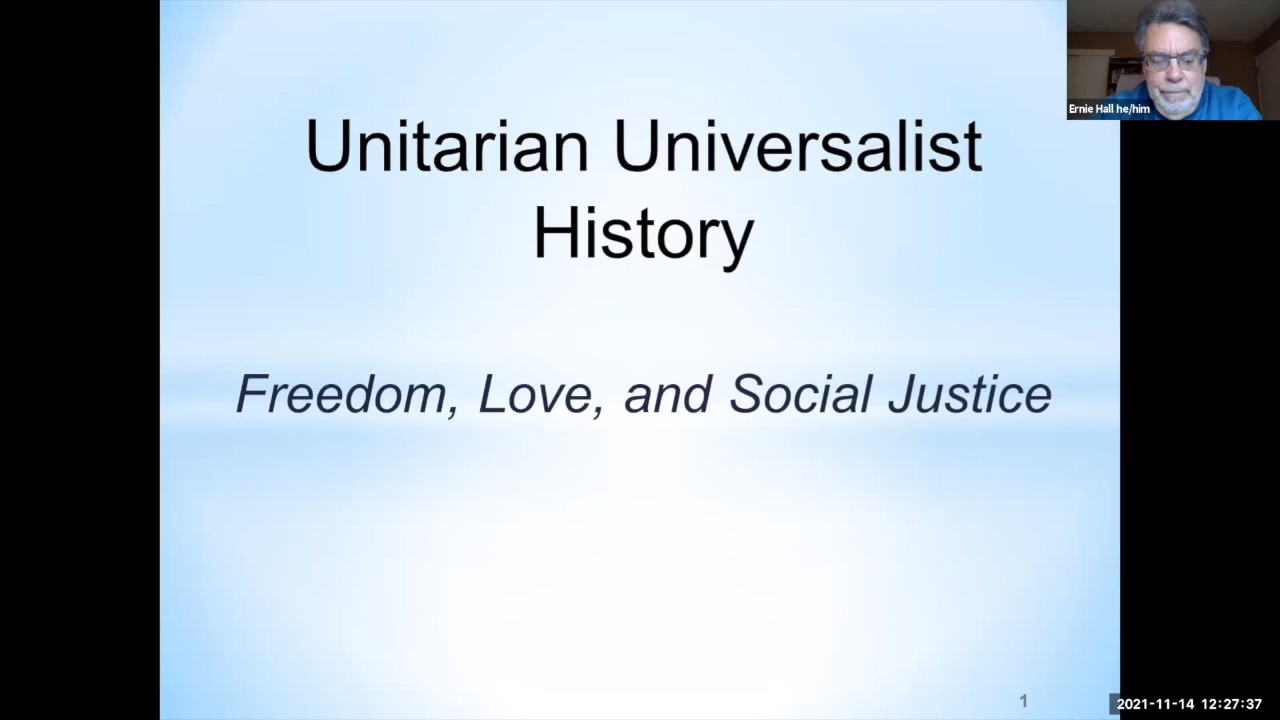 Unitarian Universalist
History
Freedom, Love, and Social Justice
Ernie Hall he/him
1
2021-11-14 12:27:37